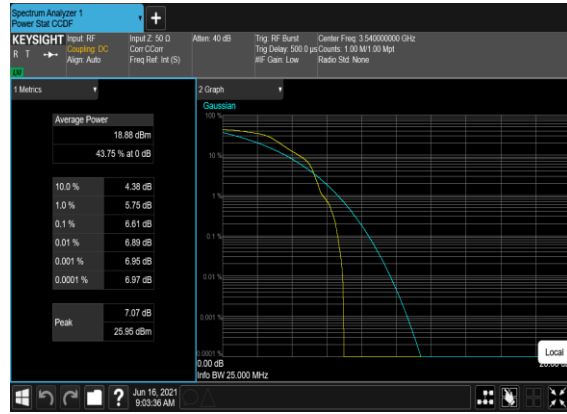 Spectrum Analyzer 1
Power Stat CCDF
+
KEYSIGHT
R T
Input: RF
Coupling: DC
Align: Auto
Input Z: 50 Ω
Corr CCorr
Freq Ref: Int (S)
Atten: 40 dB
Trig: RF Burst
Trig Delay: 500.0 µs
#IF Gain: Low
Center Freq: 3.540000000 GHz
Counts: 1.00 M/1.00 Mpt
Radio Std: None
1 Metrics
Average Power
18.88 dBm
43.75 % at 0 dB
10.0 % 4.38 dB
1.0 % 5.75 dB
0.1 % 6.61 dB
0.01 % 6.89 dB
0.001 % 6.95 dB
0.0001 % 6.97 dB
Peak
7.07 dB
25.95 dBm
2 Graph
Gaussian
100 %
10 %
1 %
0.1 %
0.01 %
0.001 %
0.0001 %
0.00 dB
Info BW 25.000 MHz
Local
?
Jun 16, 2021
9:03:36 AM